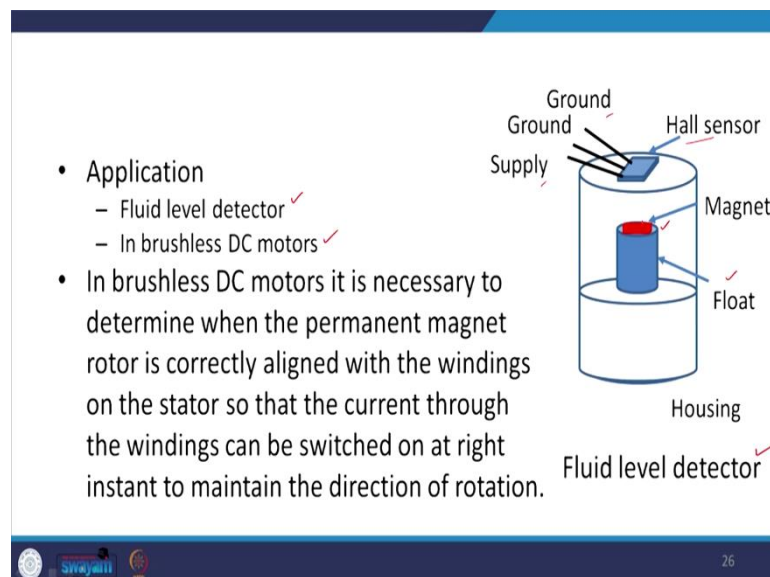 • Application
– Fluid level detector
– In brushless DC motors
• In brushless DC motors it is necessary to
determine when the permanent magnet
rotor is correctly aligned with the windings
on the stator so that the current through
the windings can be switched on at right
instant to maintain the direction of rotation.
Ground
Ground
Hall sensor
Supply
Magnet
Float
Housing
Fluid level detector
swayam
26